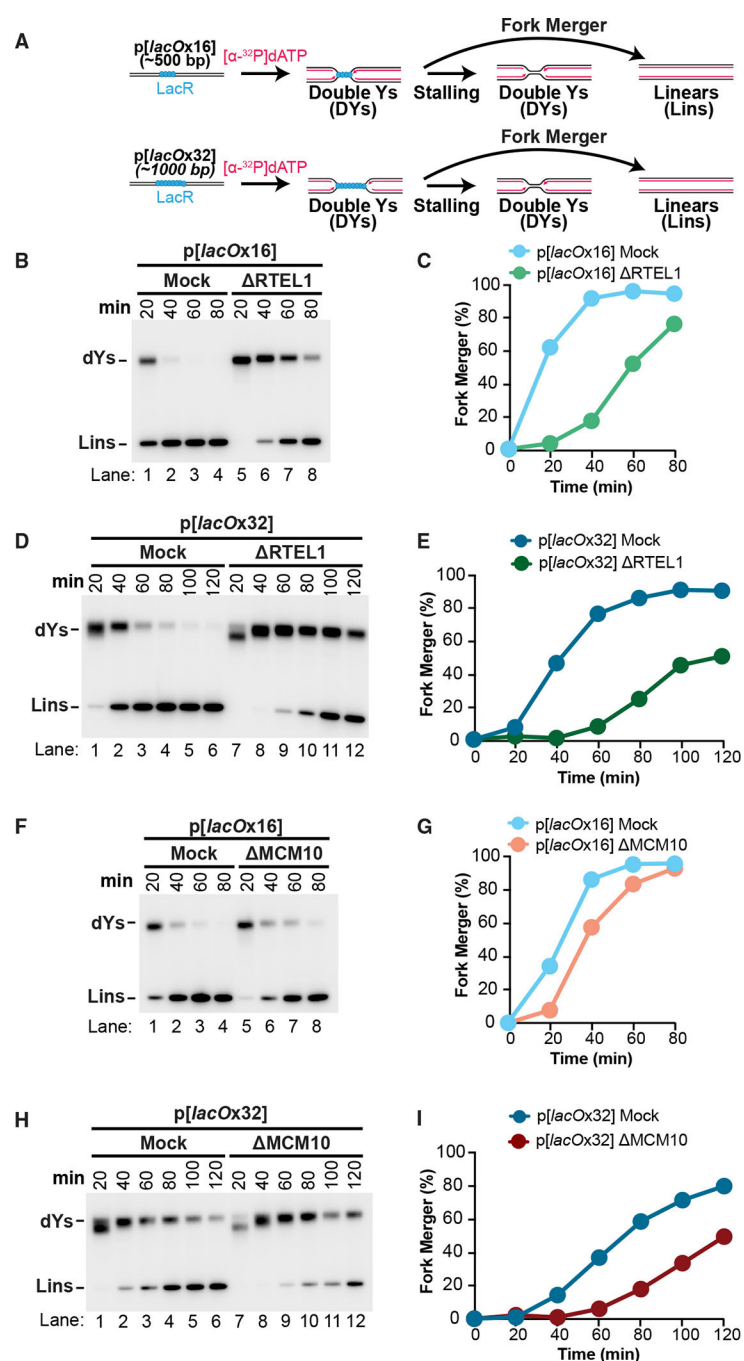 A
p[lacOx16]
(~500 bp)
LacR
[α-³²P]dATP
Double Ys
(DYs)
Stalling
Fork Merger
Double Ys
(DYs)
Linears
(Lins)
p[lacOx32]
(~1000 bp)
LacR
[α-³²P]dATP
Double Ys
(DYs)
Stalling
Fork Merger
Double Ys
(DYs)
Linears
(Lins)
B
p[lacOx16]
Mock ΔRTEL1
min 20 40 60 80 20 40 60 80
dYs
Lins
Lane: 1 2 3 4 5 6 7 8
C
p[lacOx16] Mock
p[lacOx16] ΔRTEL1
Fork Merger (%)
100
80
60
40
20
0
0 20 40 60 80
Time (min)
D
p[lacOx32]
Mock ΔRTEL1
min 20 40 60 80 100 120 20 40 60 80 100 120
dYs
Lins
Lane: 1 2 3 4 5 6 7 8 9 10 11 12
E
p[lacOx32] Mock
p[lacOx32] ΔRTEL1
Fork Merger (%)
100
80
60
40
20
0
0 20 40 60 80 100 120
Time (min)
F
p[lacOx16]
Mock ΔMCM10
min 20 40 60 80 20 40 60 80
dYs
Lins
Lane: 1 2 3 4 5 6 7 8
G
p[lacOx16] Mock
p[lacOx16] ΔMCM10
Fork Merger (%)
100
80
60
40
20
0
0 20 40 60 80
Time (min)
H
p[lacOx32]
Mock ΔMCM10
min 20 40 60 80 100 120 20 40 60 80 100 120
dYs
Lins
Lane: 1 2 3 4 5 6 7 8 9 10 11 12
I
p[lacOx32] Mock
p[lacOx32] ΔMCM10
Fork Merger (%)
100
80
60
40
20
0
0 20 40 60 80 100 120
Time (min)